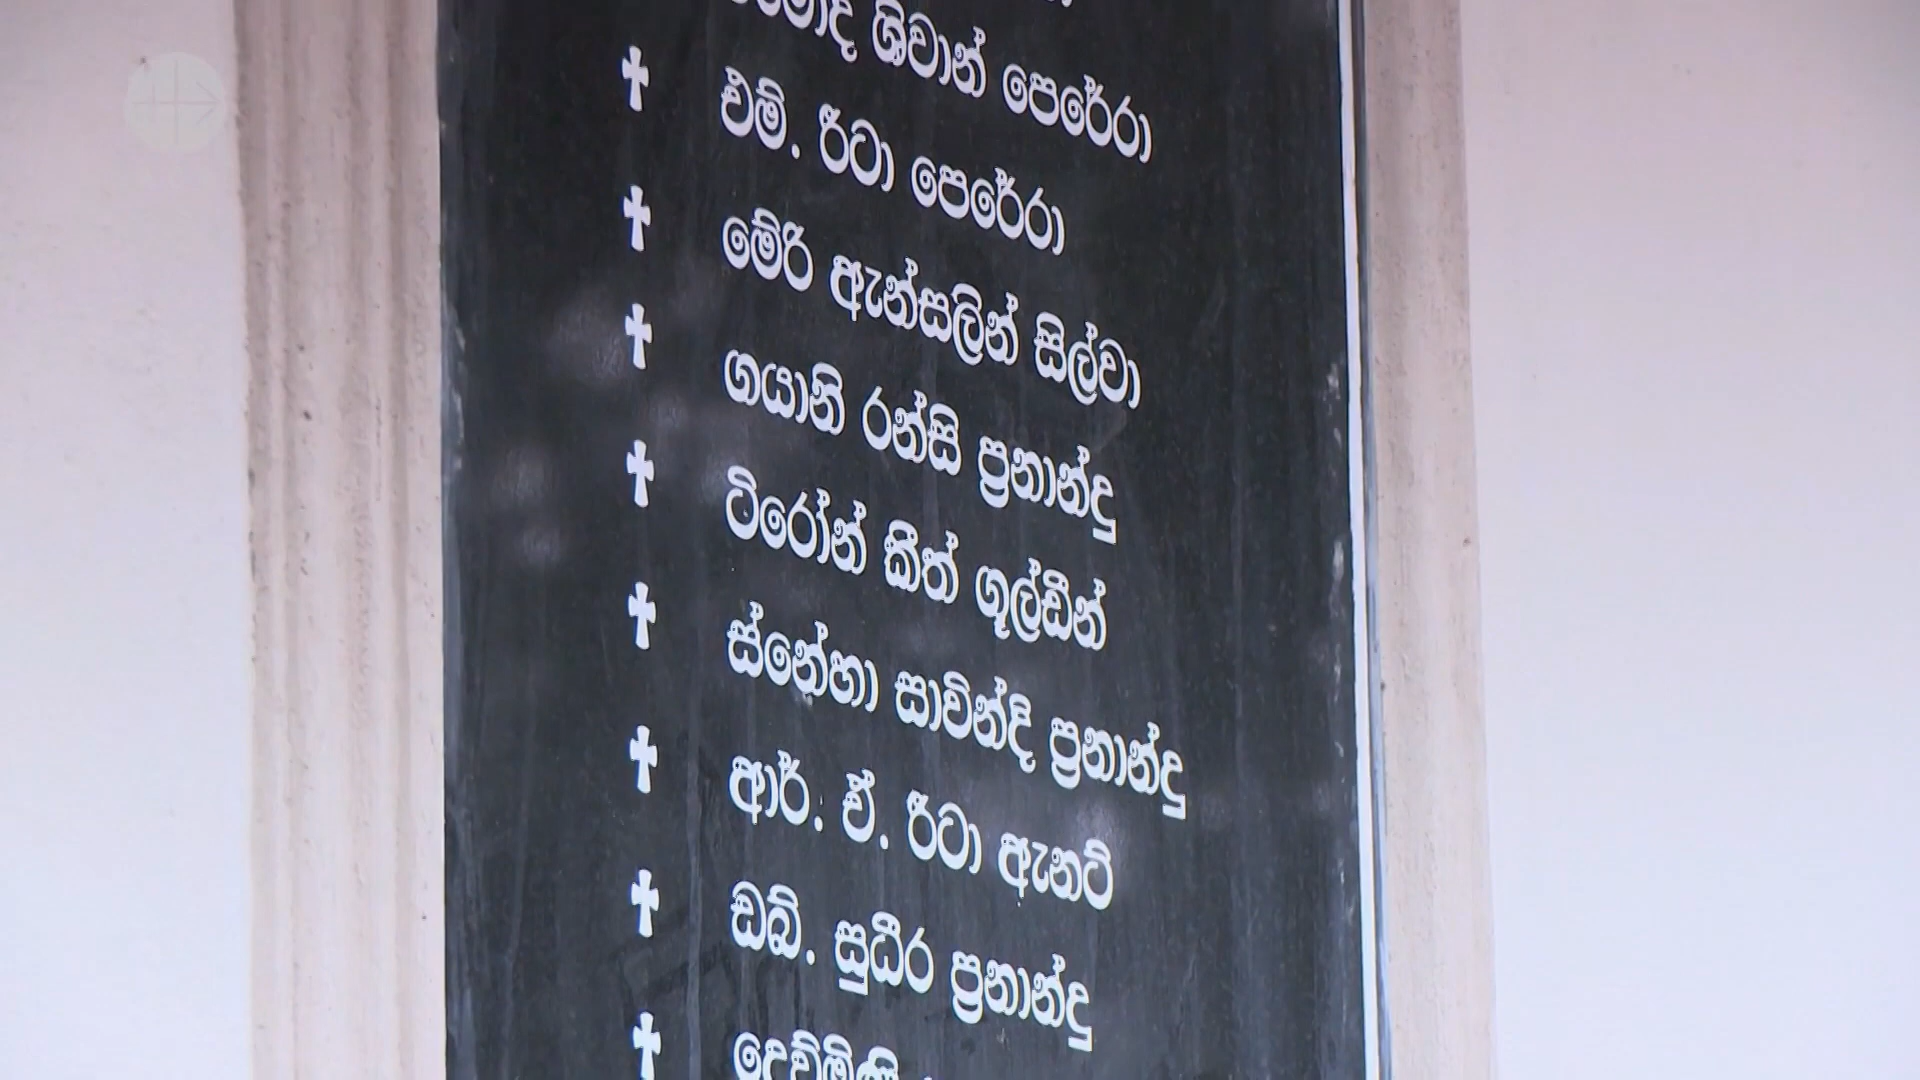 ශිවාන් පෙරේරා
එම්. රීටා පෙරේරා
මේරි ඇන්සලින් සිල්වා
ගයානි රන්සි ප්‍රනාන්දු
ටිරෝන් කීත් ගුල්ඩීන්
ස්නේහා සාවින්දි ප්‍රනාන්දු
ආර්. ඒ. රීටා ඇනට්
ඩබ්. සුධීර ප්‍රනාන්දු